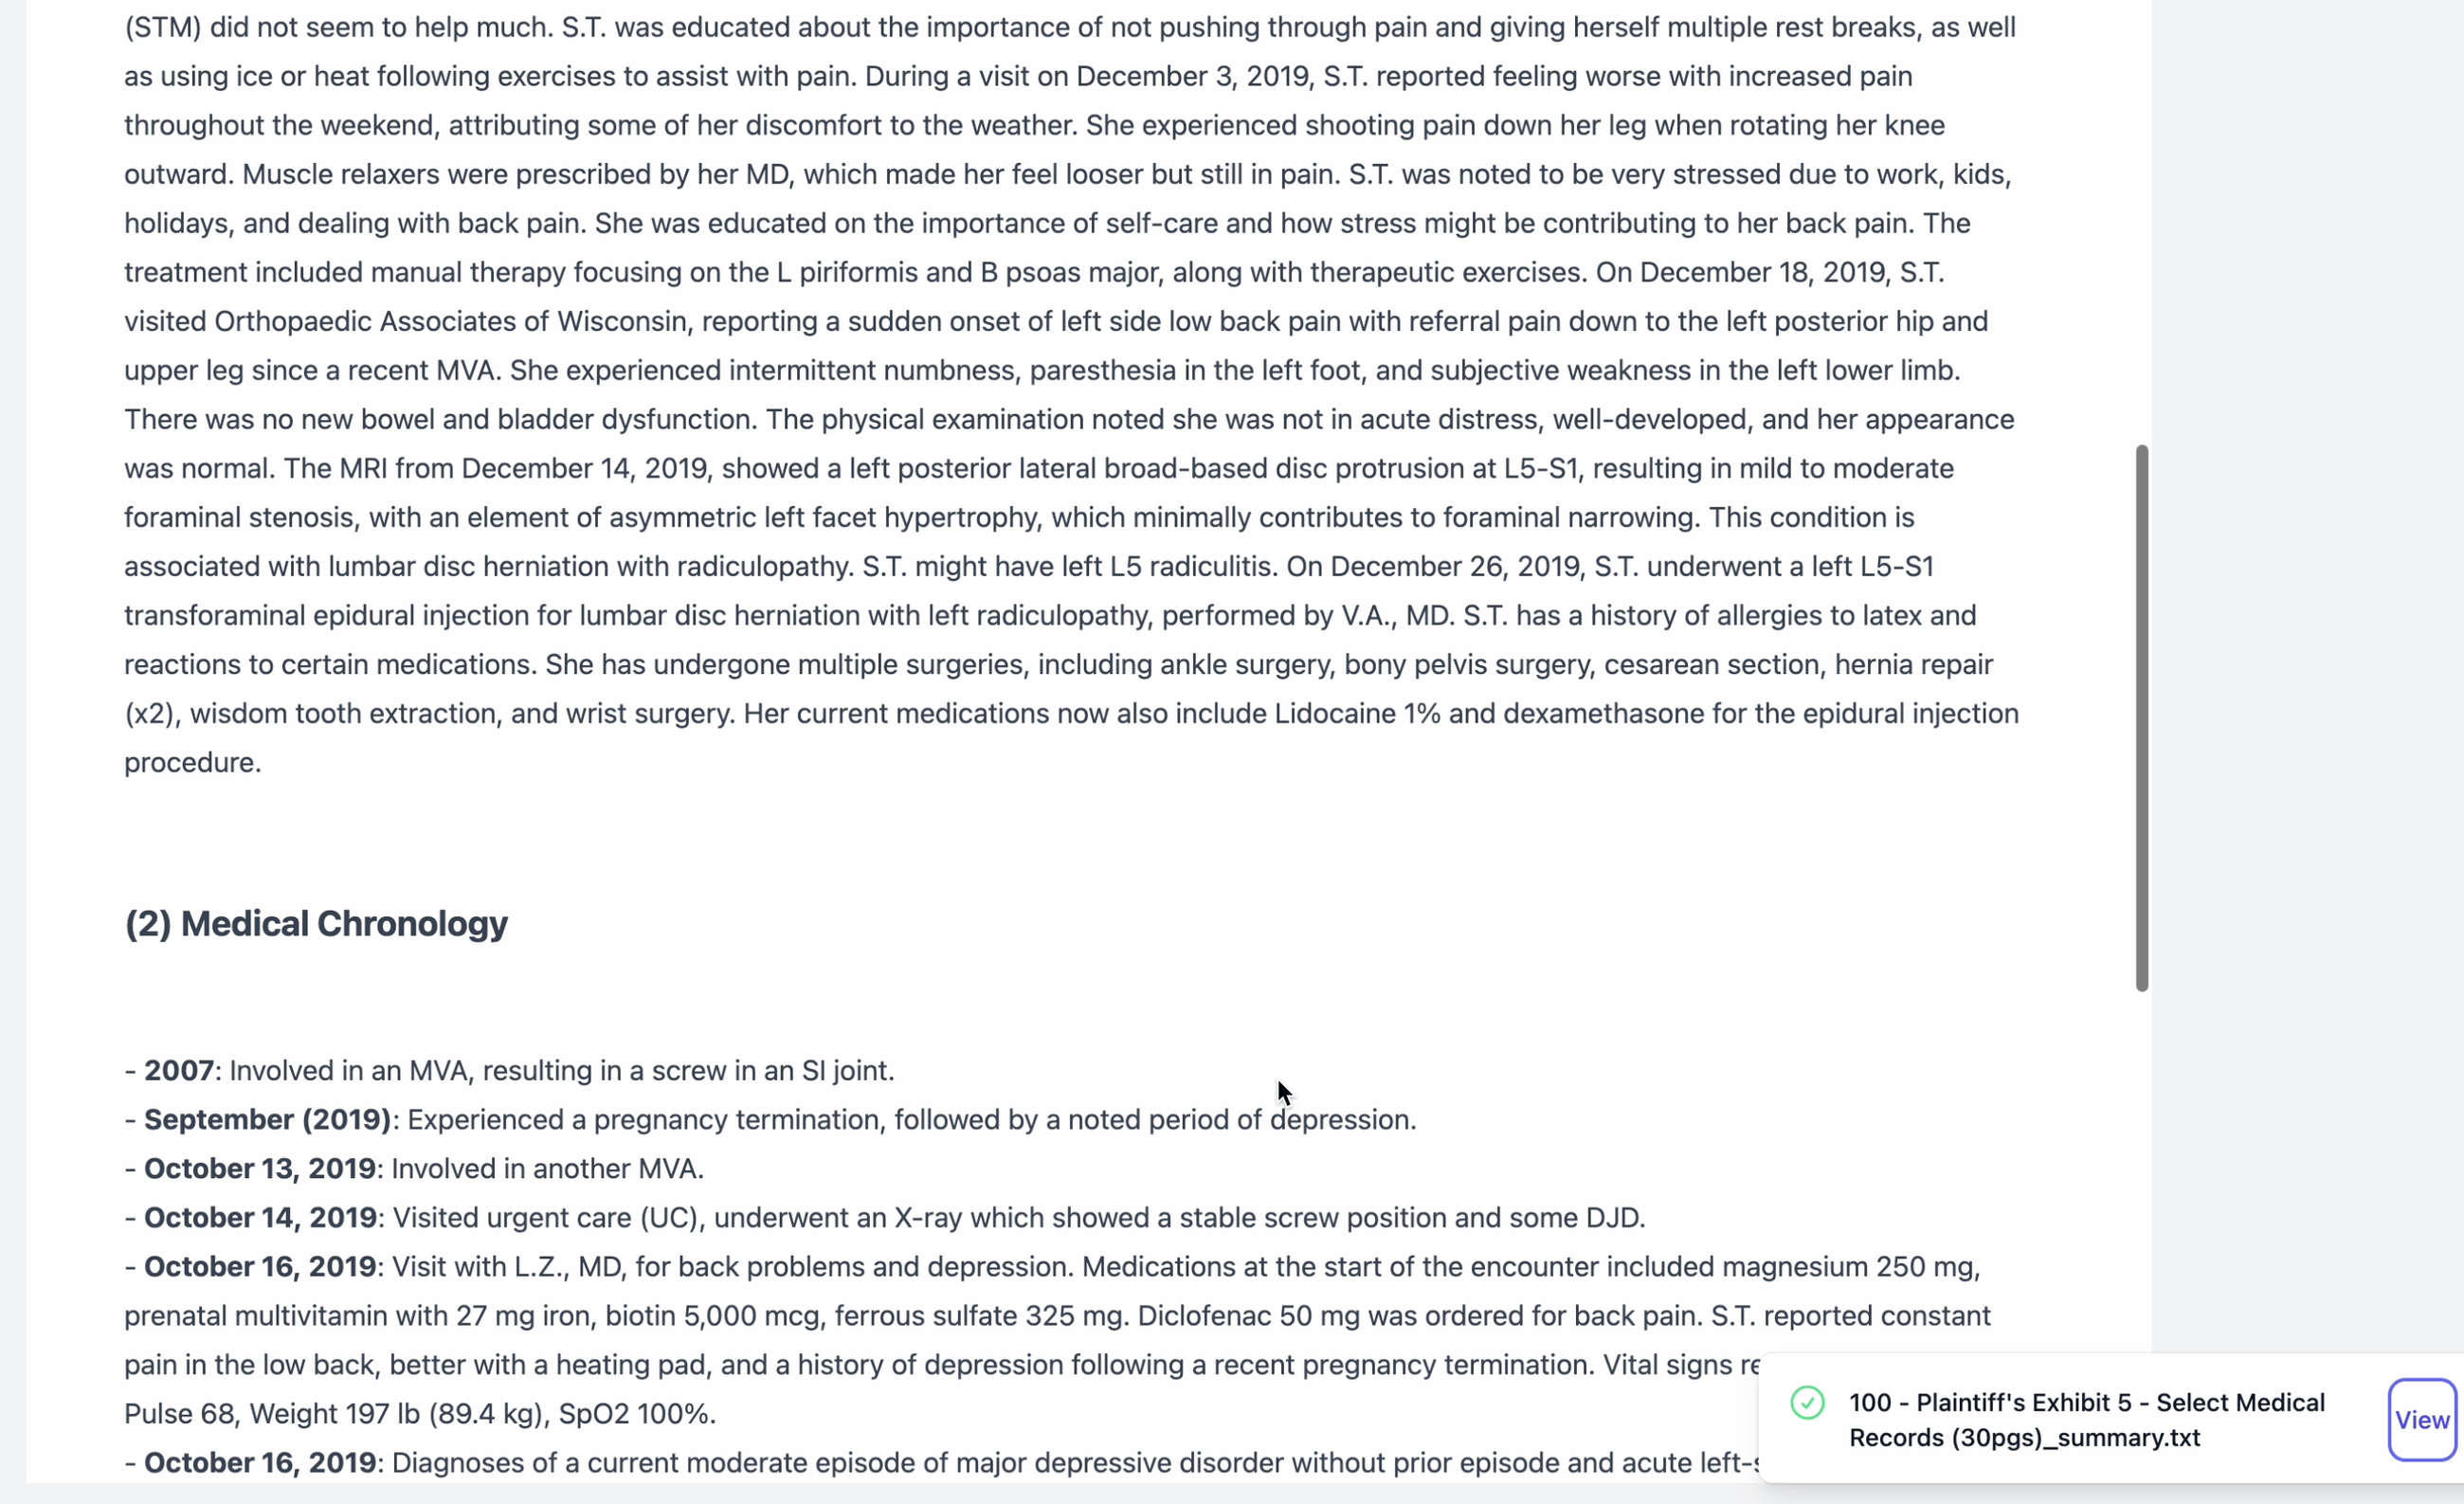 (STM) did not seem to help much. S.T. was educated about the importance of not pushing through pain and giving herself multiple rest breaks, as well
as using ice or heat following exercises to assist with pain. During a visit on December 3, 2019, S.T. reported feeling worse with increased pain
throughout the weekend, attributing some of her discomfort to the weather. She experienced shooting pain down her leg when rotating her knee
outward. Muscle relaxers were prescribed by her MD, which made her feel looser but still in pain. S.T. was noted to be very stressed due to work, kids,
holidays, and dealing with back pain. She was educated on the importance of self-care and how stress might be contributing to her back pain. The
treatment included manual therapy focusing on the L piriformis and B psoas major, along with therapeutic exercises. On December 18, 2019, S.T.
visited Orthopaedic Associates of Wisconsin, reporting a sudden onset of left side low back pain with referral pain down to the left posterior hip and
upper leg since a recent MVA. She experienced intermittent numbness, paresthesia in the left foot, and subjective weakness in the left lower limb.
There was no new bowel and bladder dysfunction. The physical examination noted she was not in acute distress, well-developed, and her appearance
was normal. The MRI from December 14, 2019, showed a left posterior lateral broad-based disc protrusion at L5-S1, resulting in mild to moderate
foraminal stenosis, with an element of asymmetric left facet hypertrophy, which minimally contributes to foraminal narrowing. This condition is
associated with lumbar disc herniation with radiculopathy. S.T. might have left L5 radiculitis. On December 26, 2019, S.T. underwent a left L5-S1
transforaminal epidural injection for lumbar disc herniation with left radiculopathy, performed by V.A., MD. S.T. has a history of allergies to latex and
reactions to certain medications. She has undergone multiple surgeries, including ankle surgery, bony pelvis surgery, cesarean section, hernia repair
(x2), wisdom tooth extraction, and wrist surgery. Her current medications now also include Lidocaine 1% and dexamethasone for the epidural injection
procedure.
(2) Medical Chronology
- 2007: Involved in an MVA, resulting in a screw in an SI joint.
- September (2019): Experienced a pregnancy termination, followed by a noted period of depression.
- October 13, 2019: Involved in another MVA.
- October 14, 2019: Visited urgent care (UC), underwent an X-ray which showed a stable screw position and some DJD.
- October 16, 2019: Visit with L.Z., MD, for back problems and depression. Medications at the start of the encounter included magnesium 250 mg,
prenatal multivitamin with 27 mg iron, biotin 5,000 mcg, ferrous sulfate 325 mg. Diclofenac 50 mg was ordered for back pain. S.T. reported constant
pain in the low back, better with a heating pad, and a history of depression following a recent pregnancy termination. Vital signs
Pulse 68, Weight 197 lb (89.4 kg), SpO2 100%.
- October 16, 2019: Diagnoses of a current moderate episode of major depressive disorder without prior episode and acute
100 - Plaintiff's Exhibit 5 - Select Medical
Records (30pgs)_summary.txt
View